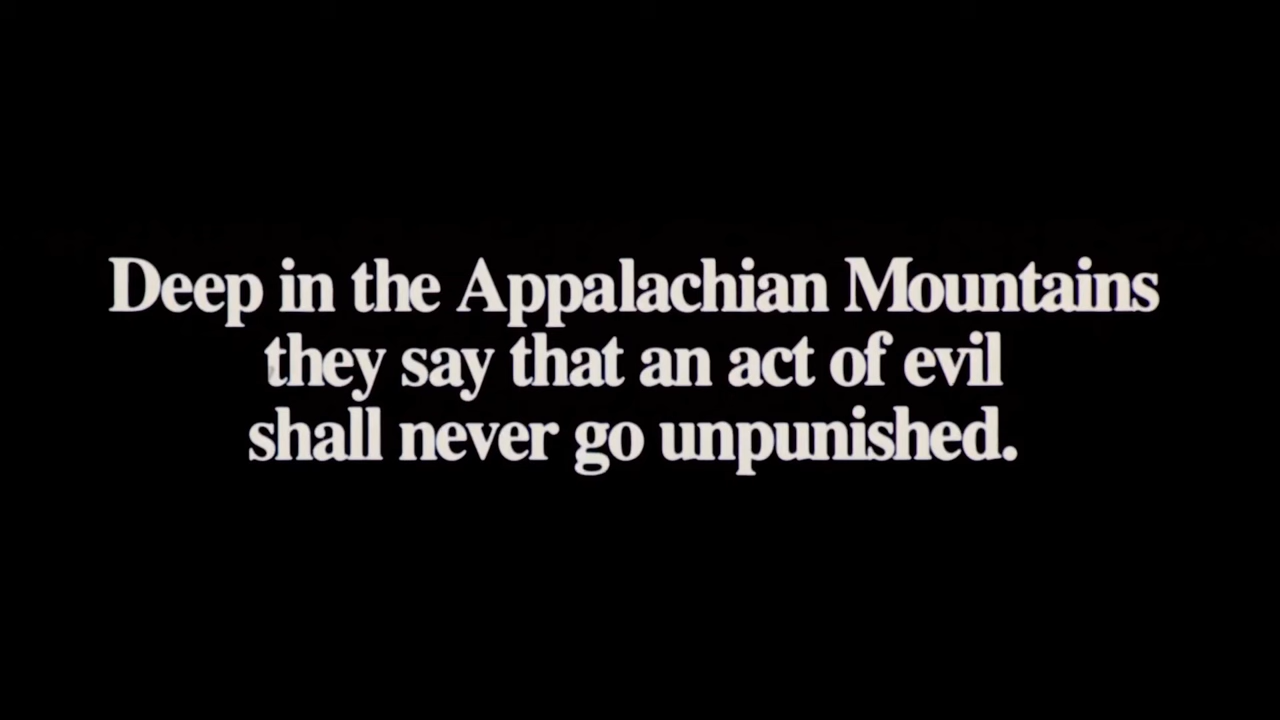 Deep in the Appalachian Mountains
they say that an act of evil
shall never go unpunished.